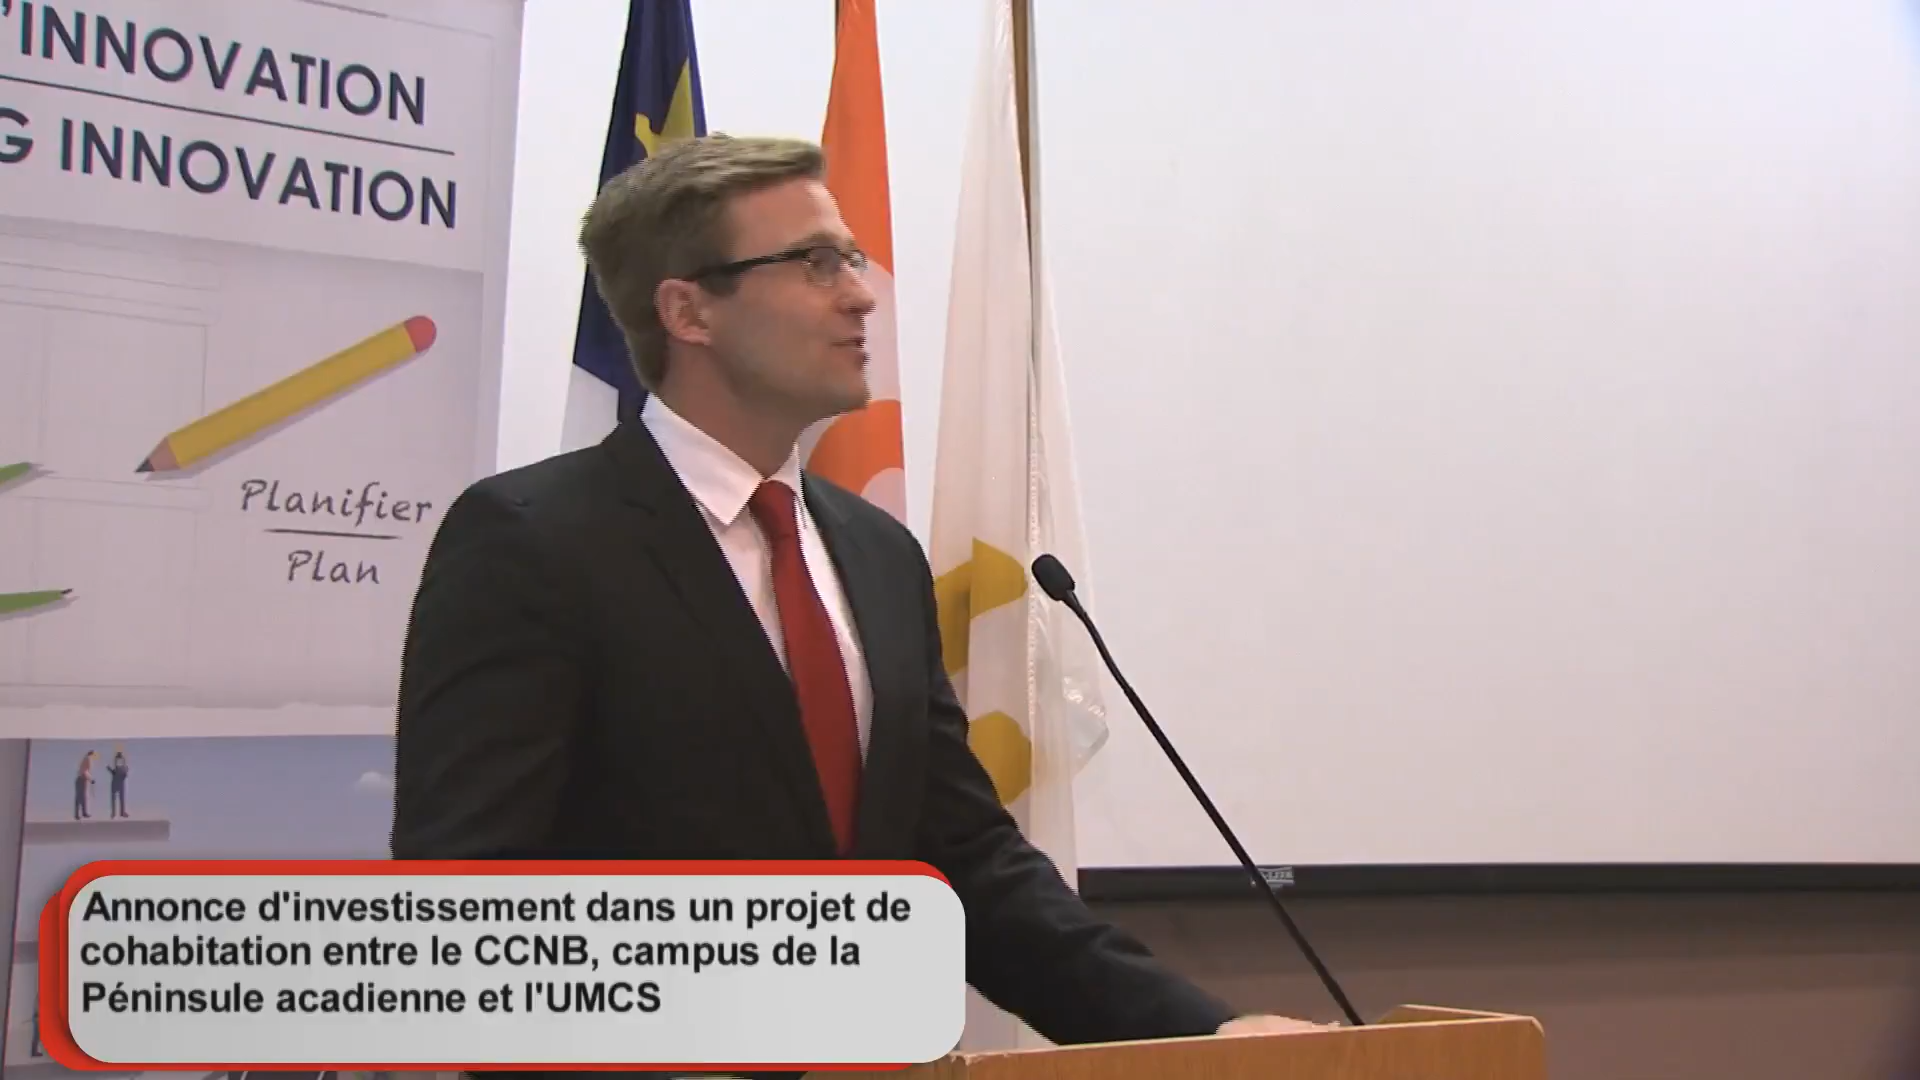 'INNOVATION
G INNOVATION
Planifier
Plan
Annonce d'investissement dans un projet de
cohabitation entre le CCNB, campus de la
Péninsule acadienne et l'UMCS